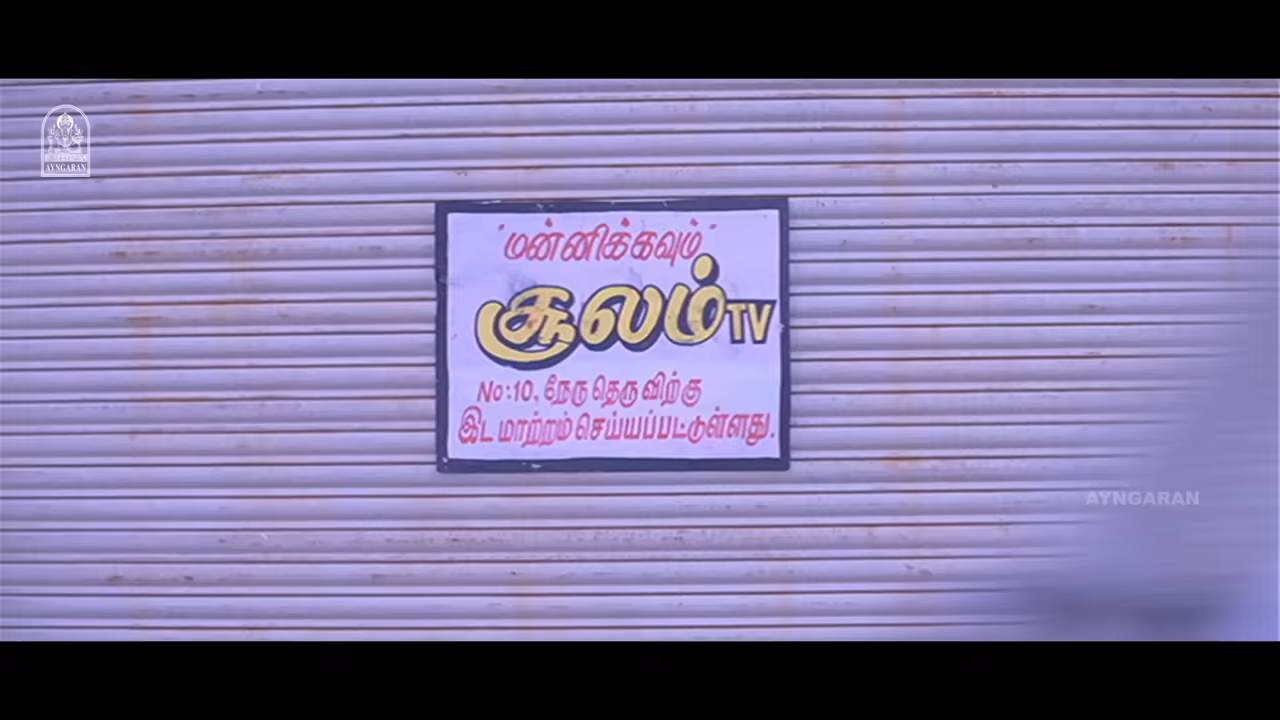 AYNGARAN
"மன்னிக்கவும்"
சூலம் TV
No:10, நேரு தெருவிற்கு
இட மாற்றம் செய்யப்பட்டுள்ளது.
AYNGARAN